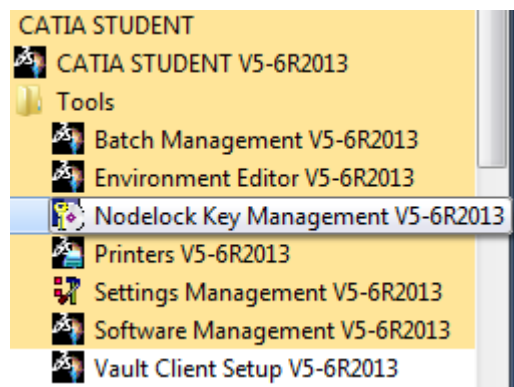 CATIA STUDENT
CATIA STUDENT V5-6R2013
Tools
Batch Management V5-6R2013
Environment Editor V5-6R2013
Nodelock Key Management V5-6R2013
Printers V5-6R2013
Settings Management V5-6R2013
Software Management V5-6R2013
Vault Client Setup V5-6R2013